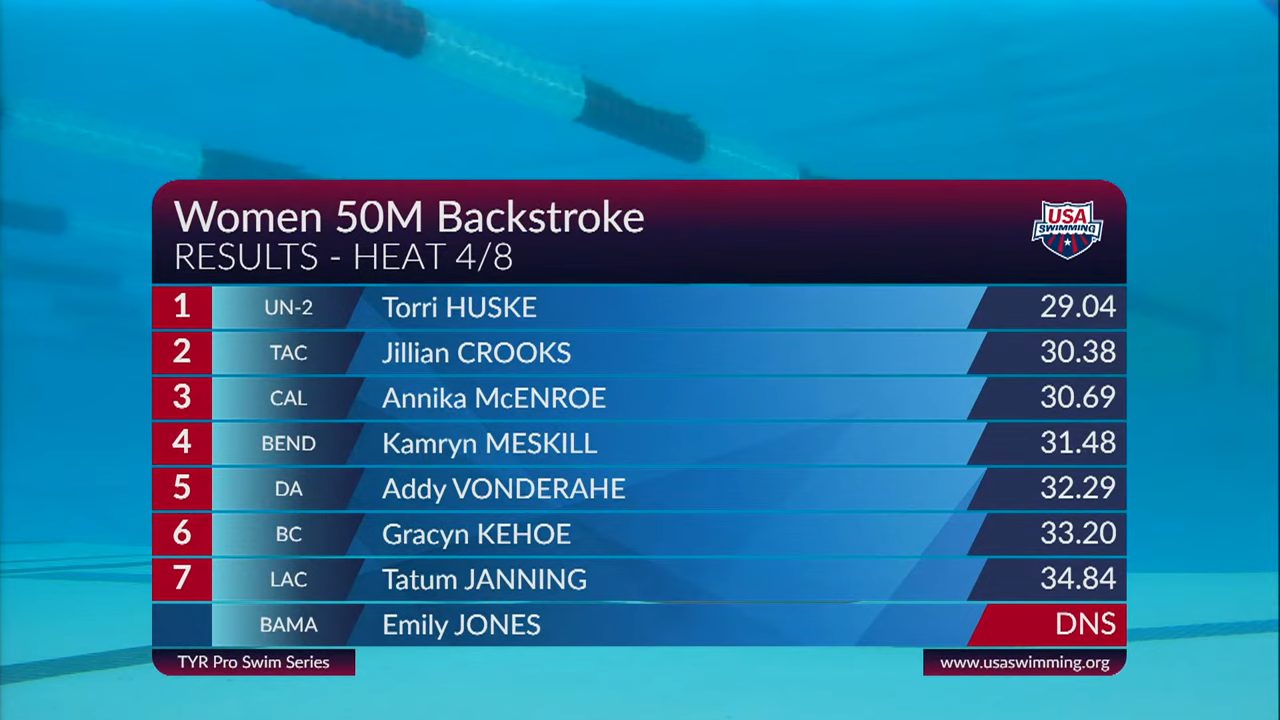 Women 50M Backstroke
RESULTS - HEAT 4/8
USA
SWIMMING
1 UN-2 Torri HUSKE 29.04
2 TAC Jillian CROOKS 30.38
3 CAL Annika McENROE 30.69
4 BEND Kamryn MESKILL 31.48
5 DA Addy VONDERAHE 32.29
6 BC Gracyn KEHOE 33.20
7 LAC Tatum JANNING 34.84
BAMA Emily JONES DNS
TYR Pro Swim Series
www.usaswimming.org